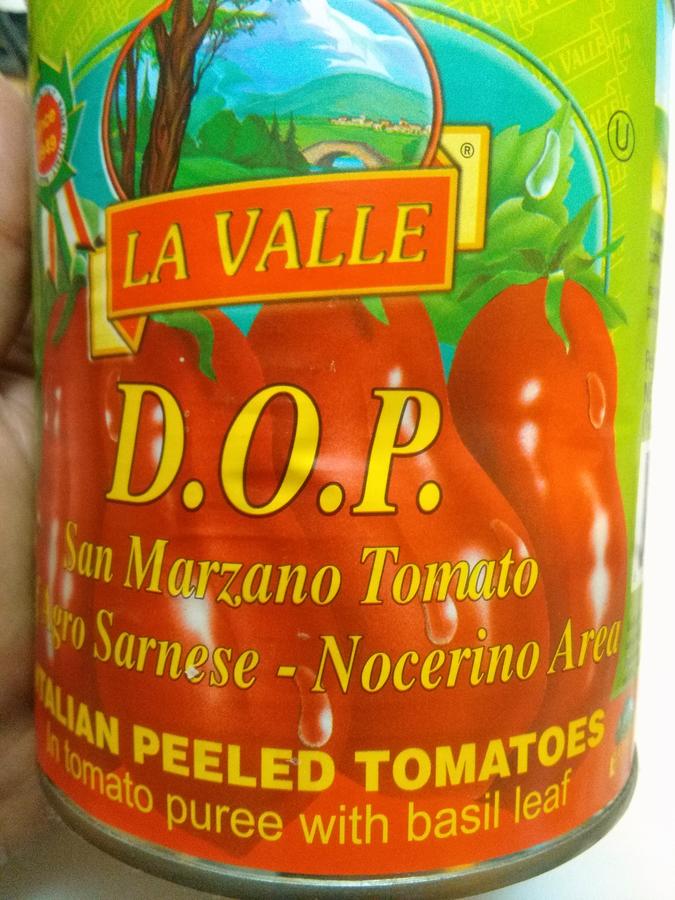 U
®
LA VALLE
D.O.P.
San Marzano Tomato
Agro Sarnese - Nocerino Area
ITALIAN PEELED TOMATOES
In tomato puree with basil leaf